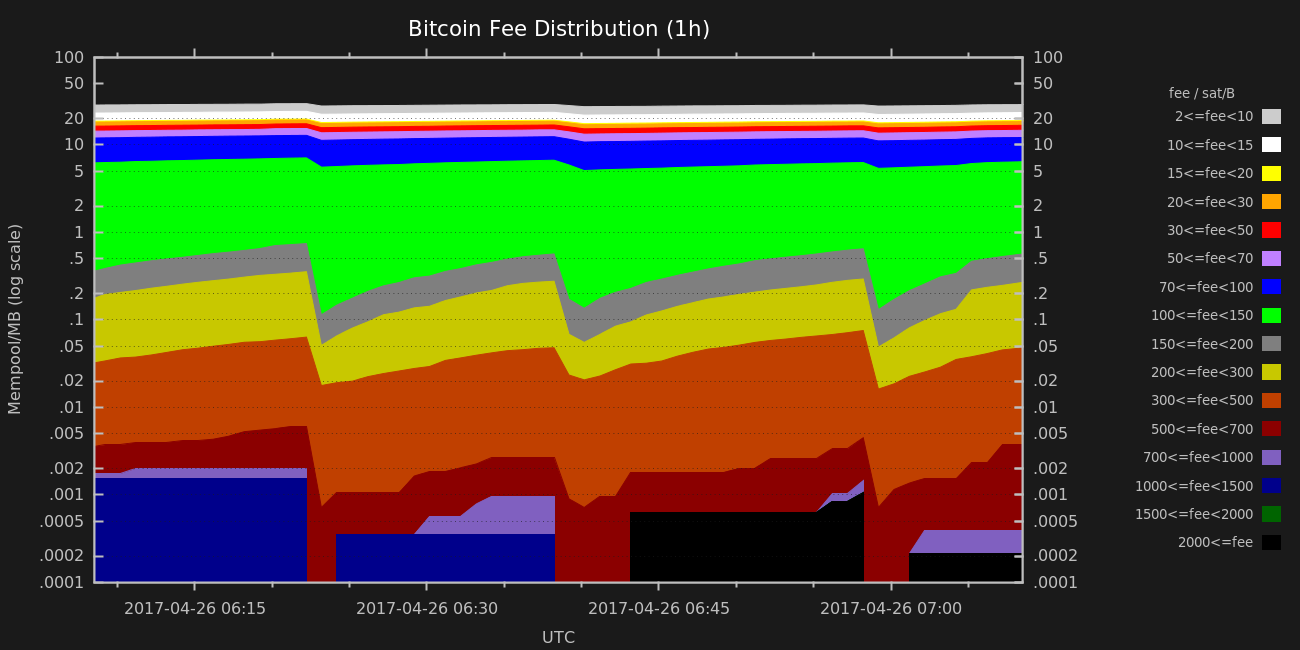 Bitcoin Fee Distribution (1h)
Mempool/MB (log scale)
100
50
20
10
5
2
1
.5
.2
.1
.05
.02
.01
.005
.002
.001
.0005
.0002
.0001
100
50
20
10
5
2
1
.5
.2
.1
.05
.02
.01
.005
.002
.001
.0005
.0002
.0001
2017-04-26 06:15 2017-04-26 06:30 2017-04-26 06:45 2017-04-26 07:00
UTC
fee / sat/B
2<=fee<10
10<=fee<15
15<=fee<20
20<=fee<30
30<=fee<50
50<=fee<70
70<=fee<100
100<=fee<150
150<=fee<200
200<=fee<300
300<=fee<500
500<=fee<700
700<=fee<1000
1000<=fee<1500
1500<=fee<2000
2000<=fee